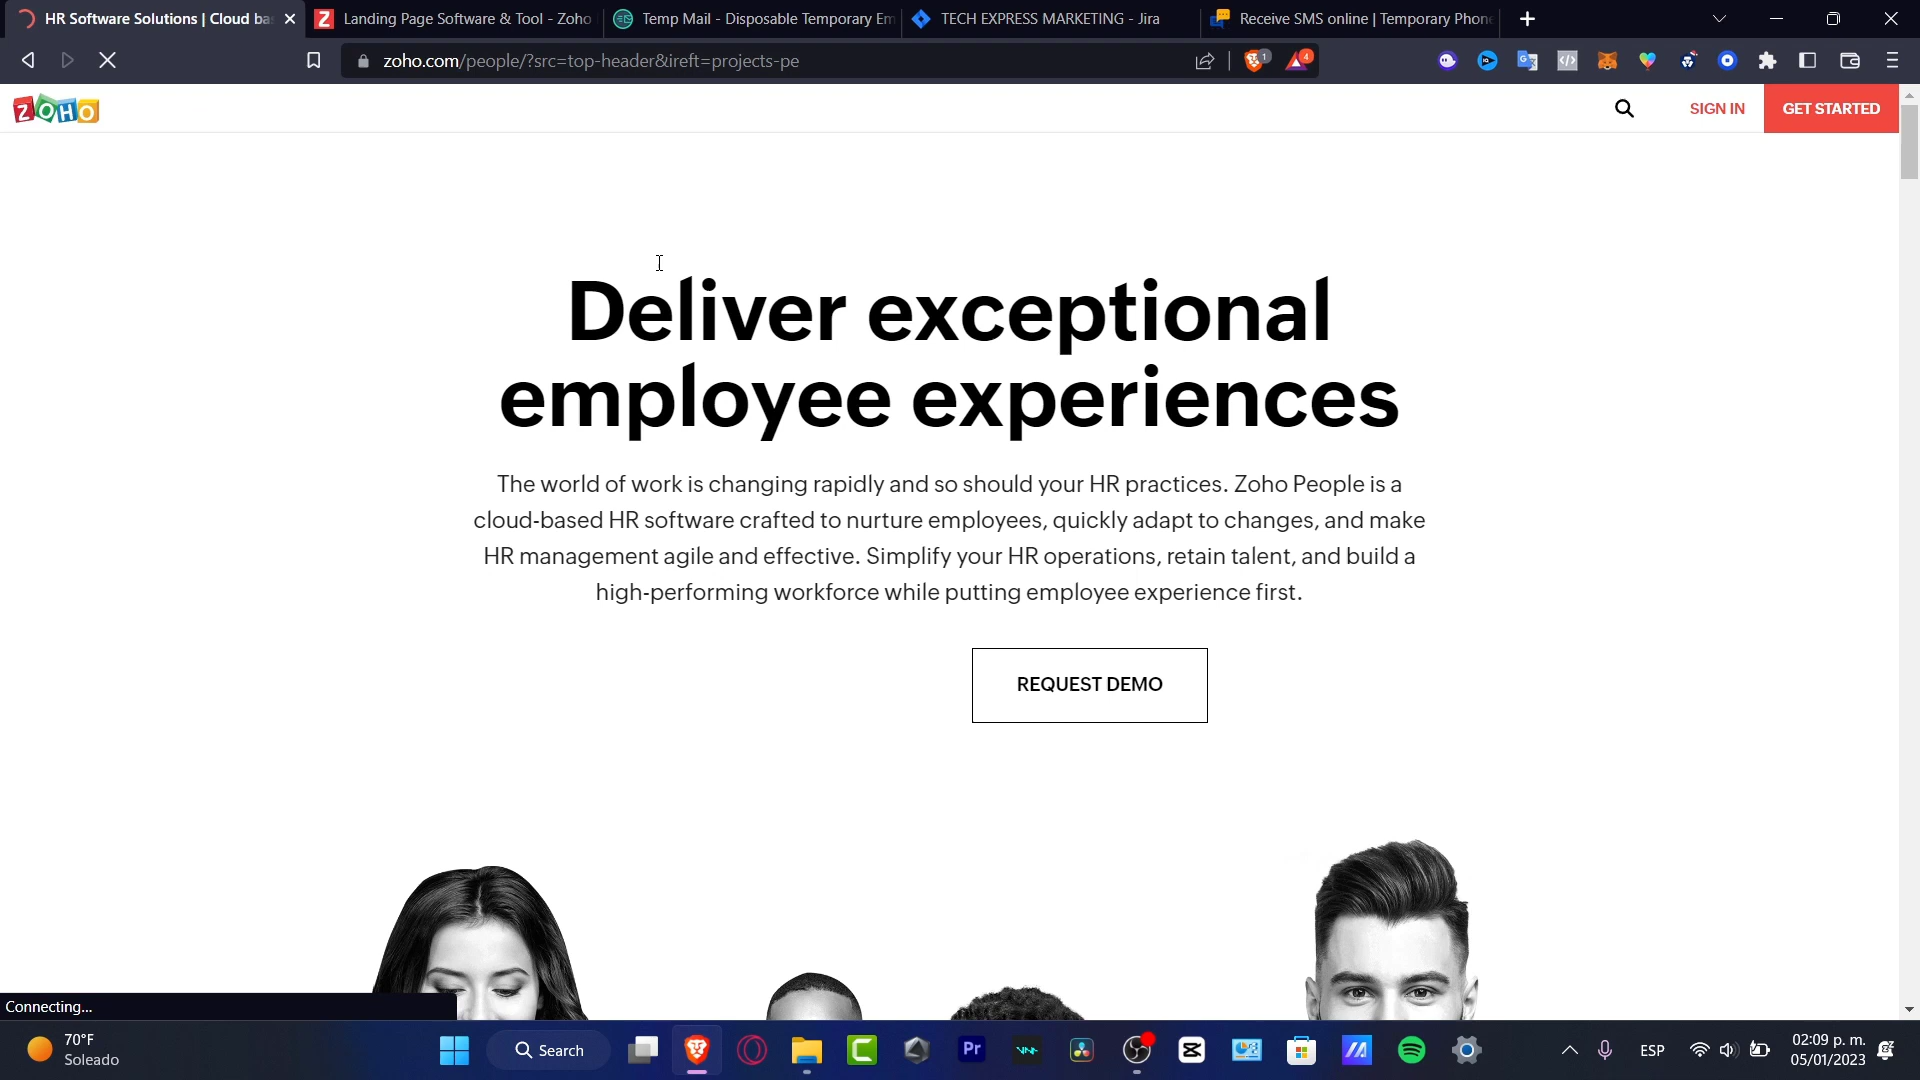 HR Software Solutions | Cloud ba
Landing Page Software & Tool - Zoho
Temp Mail - Disposable Temporary Em
TECH EXPRESS MARKETING - Jira
Receive SMS online | Temporary Phone
zoho.com/people/?src=top-header&ireft=projects-pe
1
4
ZOHO
SIGN IN
GET STARTED
Deliver exceptional
employee experiences
The world of work is changing rapidly and so should your HR practices. Zoho People is a
cloud-based HR software crafted to nurture employees, quickly adapt to changes, and make
HR management agile and effective. Simplify your HR operations, retain talent, and build a
high-performing workforce while putting employee experience first.
REQUEST DEMO
Connecting...
70°F
Soleado
Search
Pr
ESP
02:09 p. m.
05/01/2023